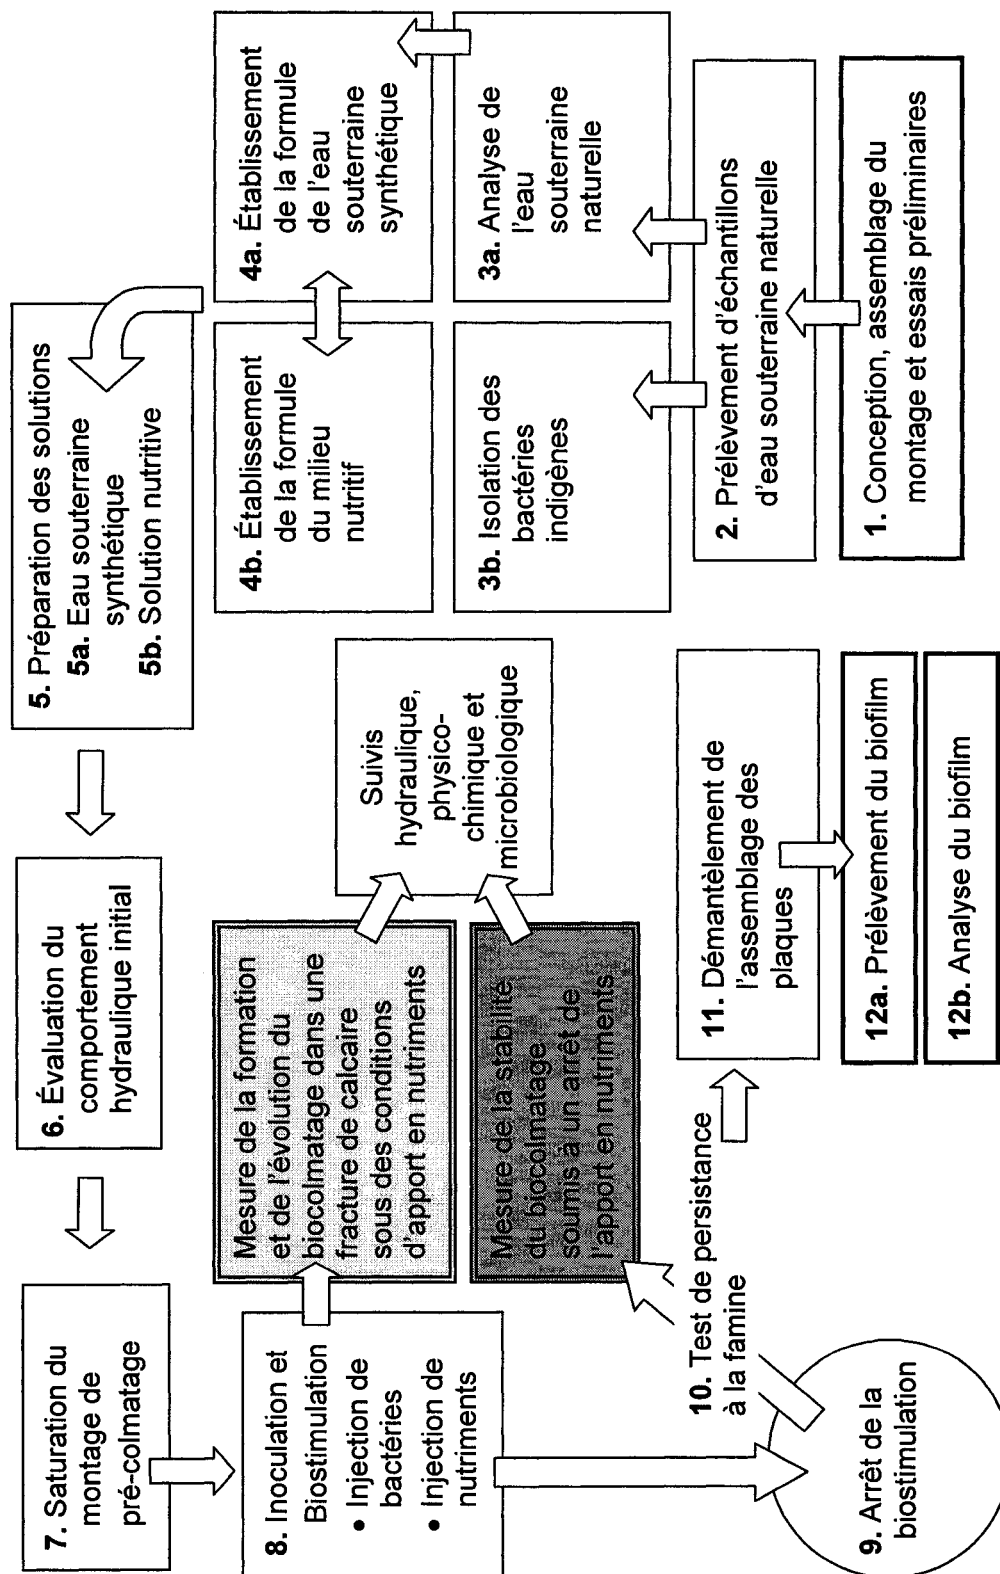 1. Conception, assemblage du
montage et essais préliminaires
2. Prélèvement d'échantillons
d'eau souterraine naturelle
3a. Analyse de
l'eau
souterraine
naturelle
3b. Isolation des
bactéries
indigènes
4a. Établissement
de la formule
de l'eau
souterraine
synthétique
4b. Établissement
de la formule
du milieu
nutritif
5. Préparation des solutions
5a. Eau souterraine
synthétique
5b. Solution nutritive
6. Évaluation du
comportement
hydraulique initial
7. Saturation du
montage de
pré-colmatage
8. Inoculation et
Biostimulation
• Injection de
bactéries
• Injection de
nutriments
Mesure de la formation
et de l'évolution du
biocolmatage dans une
fracture de calcaire
sous des conditions
d'apport en nutriments
Suivis
hydraulique,
physico-
chimique et
microbiologique
Mesure de la stabilité
du biocolmatage
soumis à un arrêt de
l'apport en nutriments
9. Arrêt de la
biostimulation
10. Test de persistance
à la famine
11. Démantèlement de
l'assemblage des
plaques
12a. Prélèvement du biofilm
12b. Analyse du biofilm